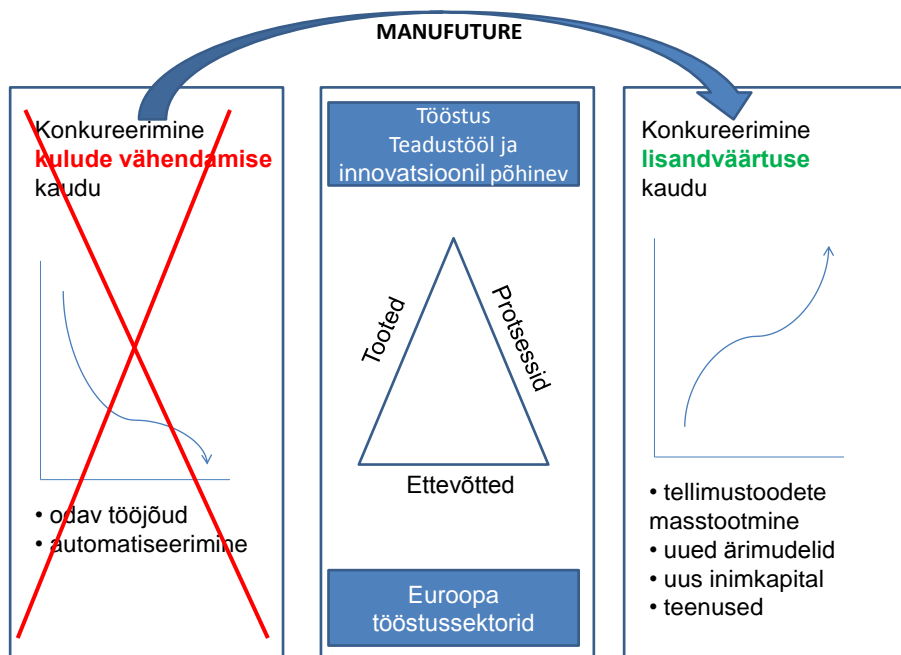 MANUFUTURE
Konkureerimine
kulude vähendamise
kaudu
• odav tööjõud
• automatiseerimine
Tööstus
Teadustööl ja
innovatsioonil põhinev
Tooted
Protsessid
Ettevõtted
Euroopa
tööstussektorid
Konkureerimine
lisandväärtuse
kaudu
• tellimustoodete
masstootmine
• uued ärimudelid
• uus inimkapital
• teenused